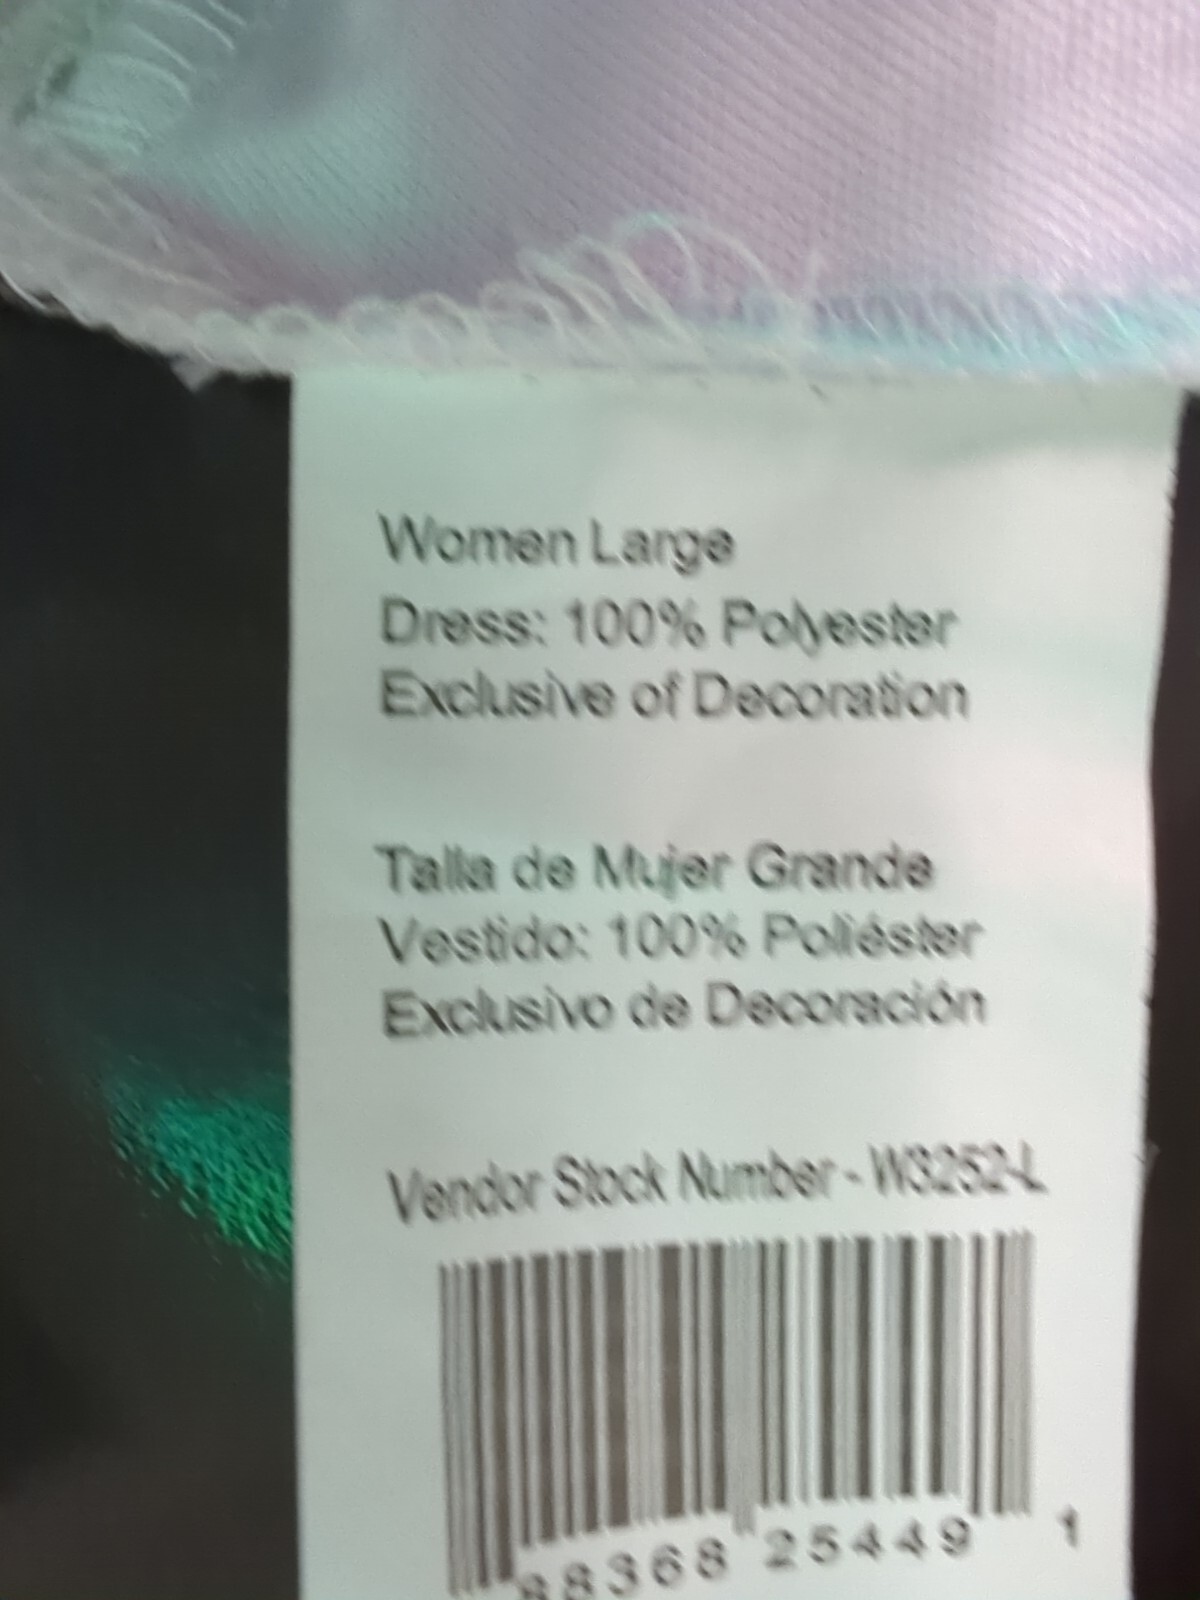 Women Large
Dress: 100% Polyester
Exclusive of Decoration
Talla de Mujer Grande
Vestido: 100% Poliéster
Exclusivo de Decoración
Vendor Stock Number - W3252-L
88368 25449 1